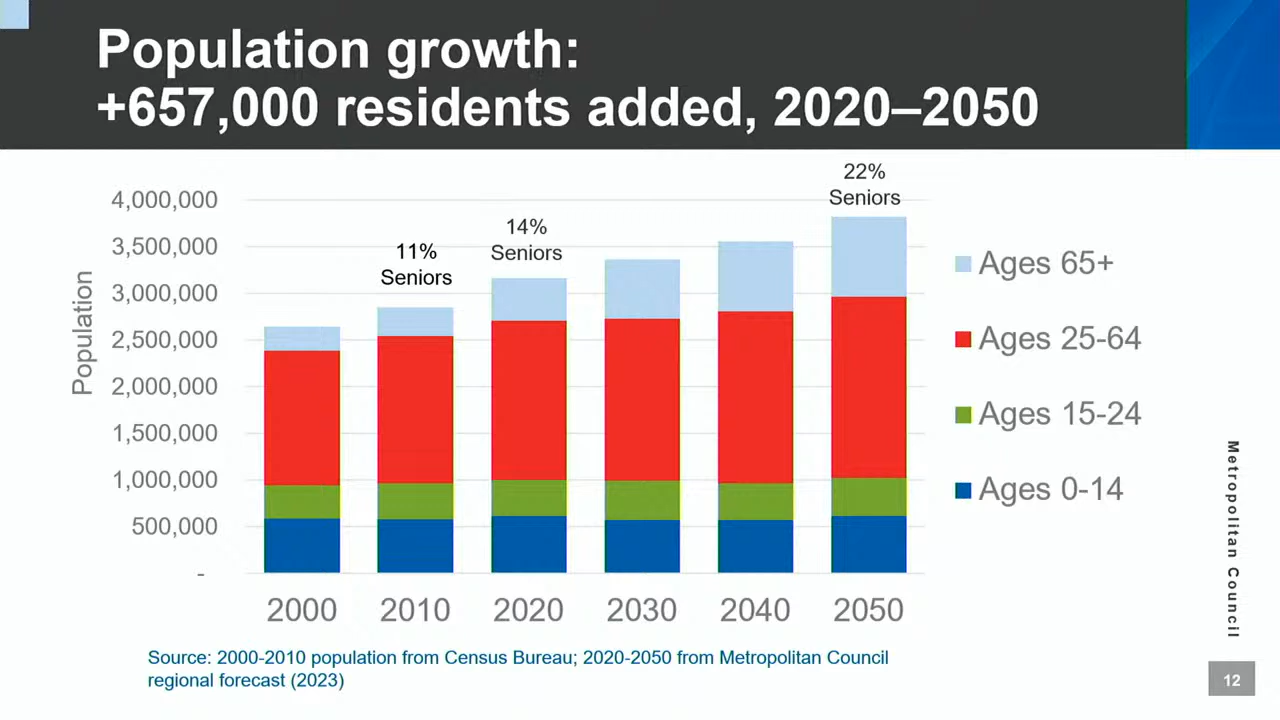 Population growth:
+657,000 residents added, 2020–2050
22%
Seniors
4,000,000
14%
Seniors
3,500,000
11%
Seniors
3,000,000
2,500,000
2,000,000
1,500,000
1,000,000
500,000
-
Population
2000 2010 2020 2030 2040 2050
Ages 65+
Ages 25-64
Ages 15-24
Ages 0-14
Source: 2000-2010 population from Census Bureau; 2020-2050 from Metropolitan Council
regional forecast (2023)
Metropolitan Council
12